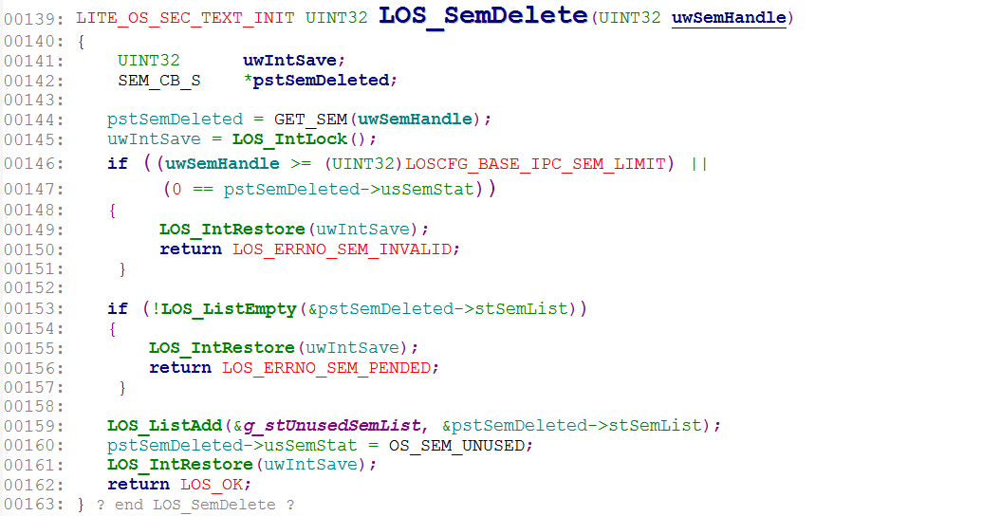 00139: LITE_OS_SEC_TEXT_INIT UINT32 LOS_SemDelete(UINT32 uwSemHandle)
00140: {
00141:     UINT32      uwIntSave;
00142:     SEM_CB_S    *pstSemDeleted;
00143:
00144:    pstSemDeleted = GET_SEM(uwSemHandle);
00145:    uwIntSave = LOS_IntLock();
00146:    if ((uwSemHandle >= (UINT32)LOSCFG_BASE_IPC_SEM_LIMIT) ||
00147:         (0 == pstSemDeleted->usSemStat))
00148:    {
00149:         LOS_IntRestore(uwIntSave);
00150:         return LOS_ERRNO_SEM_INVALID;
00151:     }
00152:
00153:    if (!LOS_ListEmpty(&pstSemDeleted->stSemList))
00154:    {
00155:        LOS_IntRestore(uwIntSave);
00156:        return LOS_ERRNO_SEM_PENDED;
00157:     }
00158:
00159:    LOS_ListAdd(&g_stUnusedSemList, &pstSemDeleted->stSemList);
00160:    pstSemDeleted->usSemStat = OS_SEM_UNUSED;
00161:    LOS_IntRestore(uwIntSave);
00162:    return LOS_OK;
00163: } ? end LOS_SemDelete ?